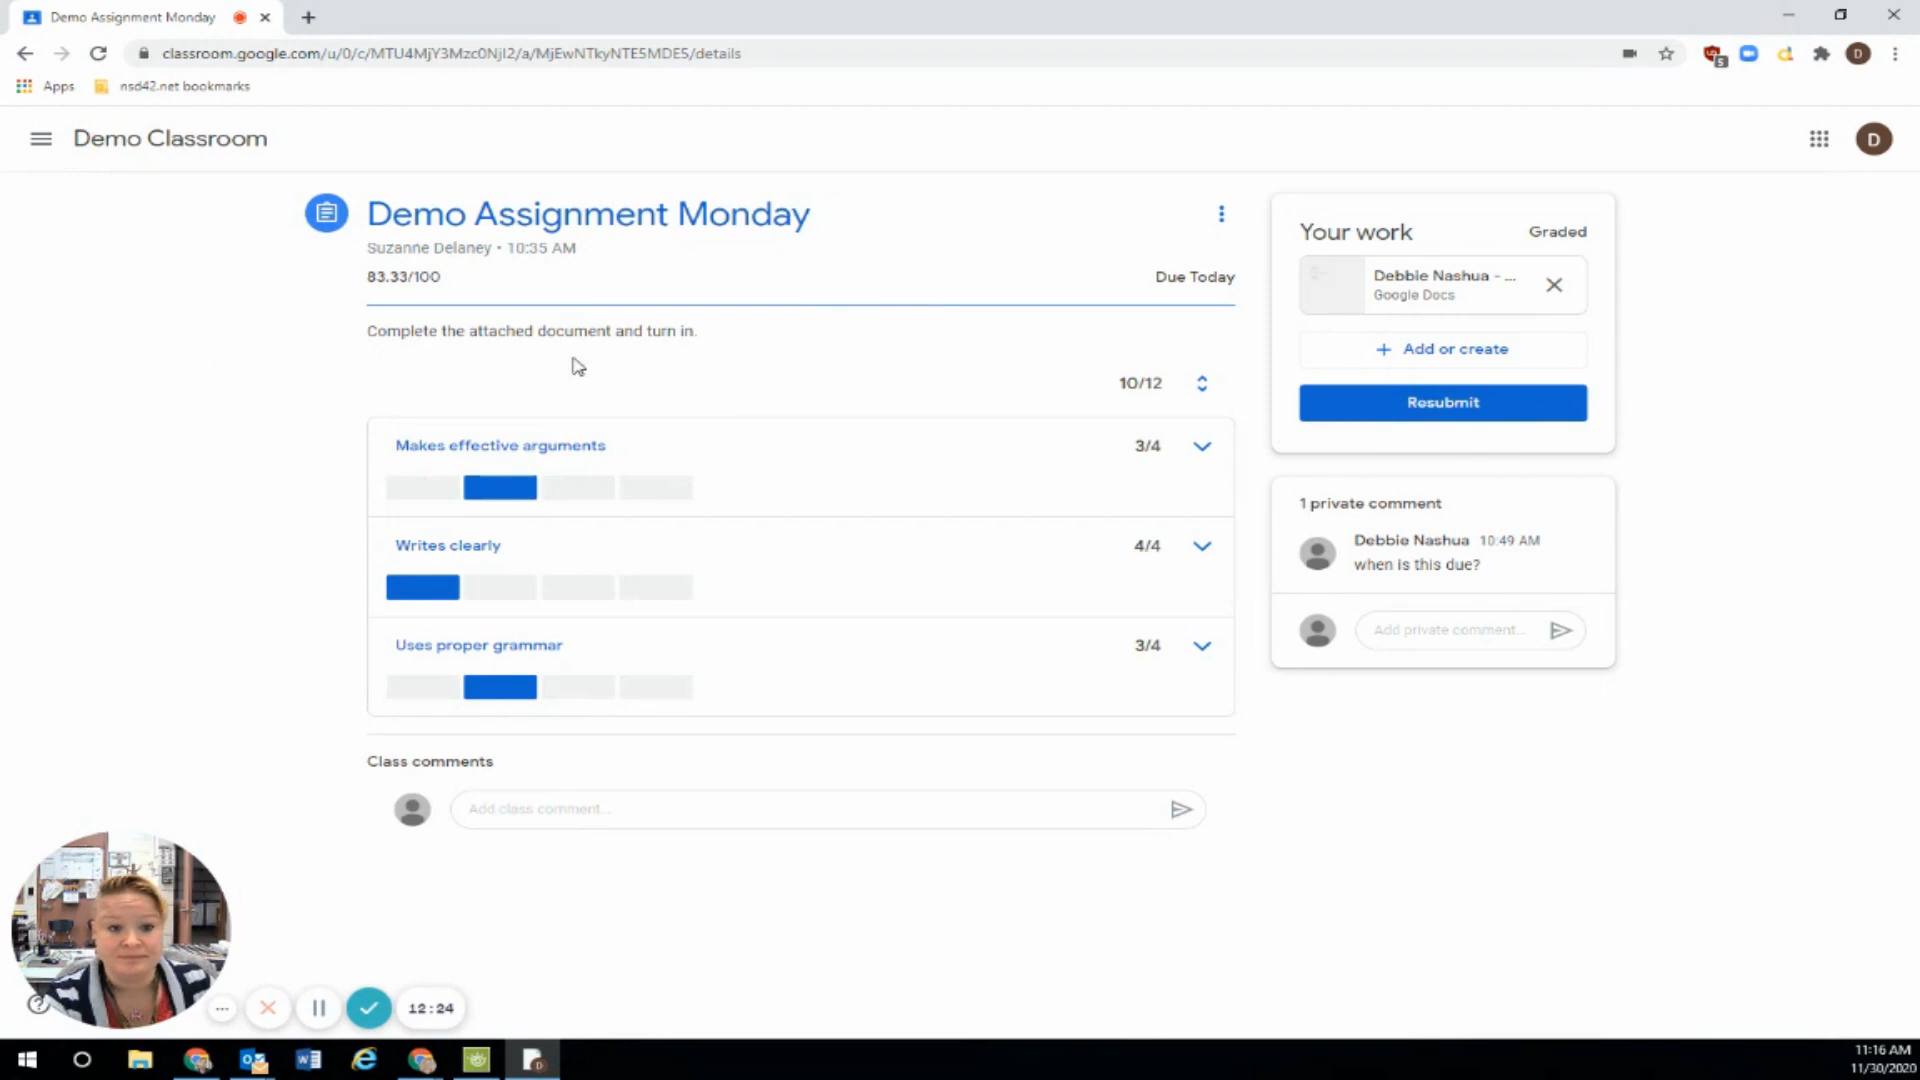 Demo Assignment Monday
classroom.google.com/u/0/c/MTU4MjY3Mzc0NjI2/a/MjEwNTkyNTE5MDE5/details
5
D
Apps
nsd42.net bookmarks
Demo Classroom
D
Demo Assignment Monday
Suzanne Delaney • 10:35 AM
83.33/100
Due Today
Complete the attached document and turn in.
10/12
Makes effective arguments
3/4
Writes clearly
4/4
Uses proper grammar
3/4
Class comments
Add class comment...
Your work
Graded
Debbie Nashua - ...
Google Docs
+ Add or create
Resubmit
1 private comment
Debbie Nashua 10:49 AM
when is this due?
Add private comment...
12:24
11:16 AM
11/30/2020